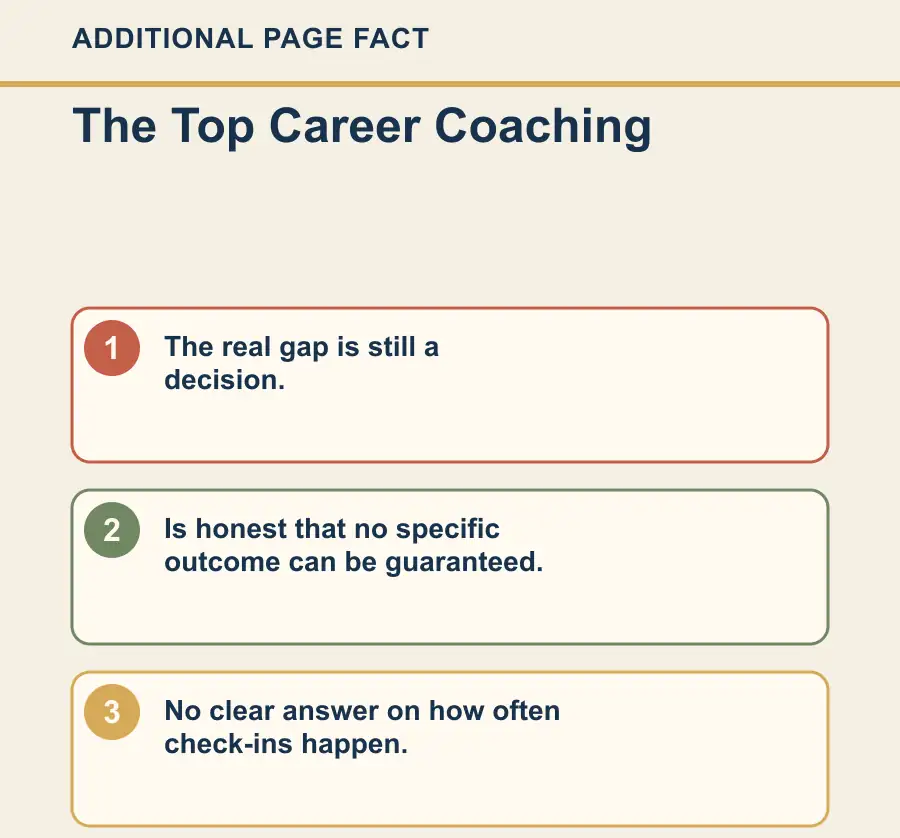 ADDITIONAL PAGE FACT
The Top Career Coaching
1
The real gap is still a
decision.
2
Is honest that no specific
outcome can be guaranteed.
3
No clear answer on how often
check-ins happen.